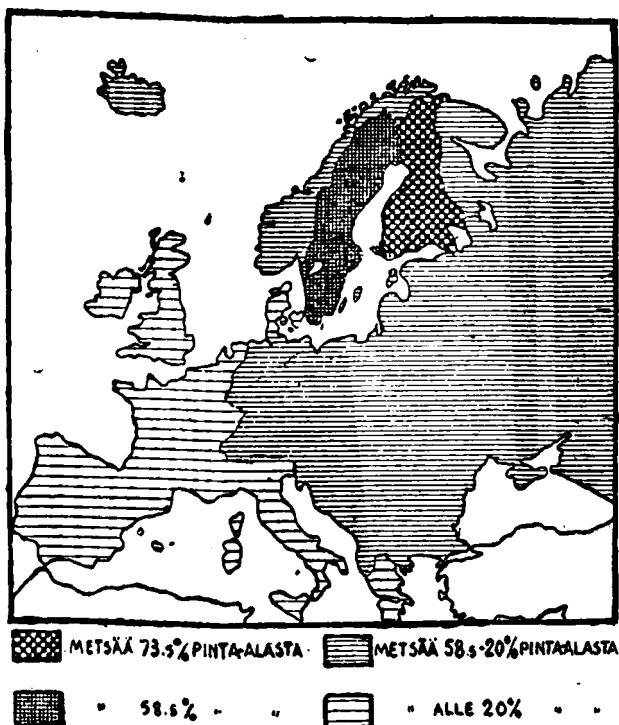 METSÄÄ 73.5% PINTA-ALASTA
METSÄÄ 58.5-20% PINTA-ALASTA
" 58.5% " "
" ALLE 20% " "